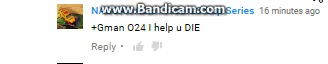 www.Bandicam.com
Series 16 minutes ago
+Gman O24 I help u DIE
Reply